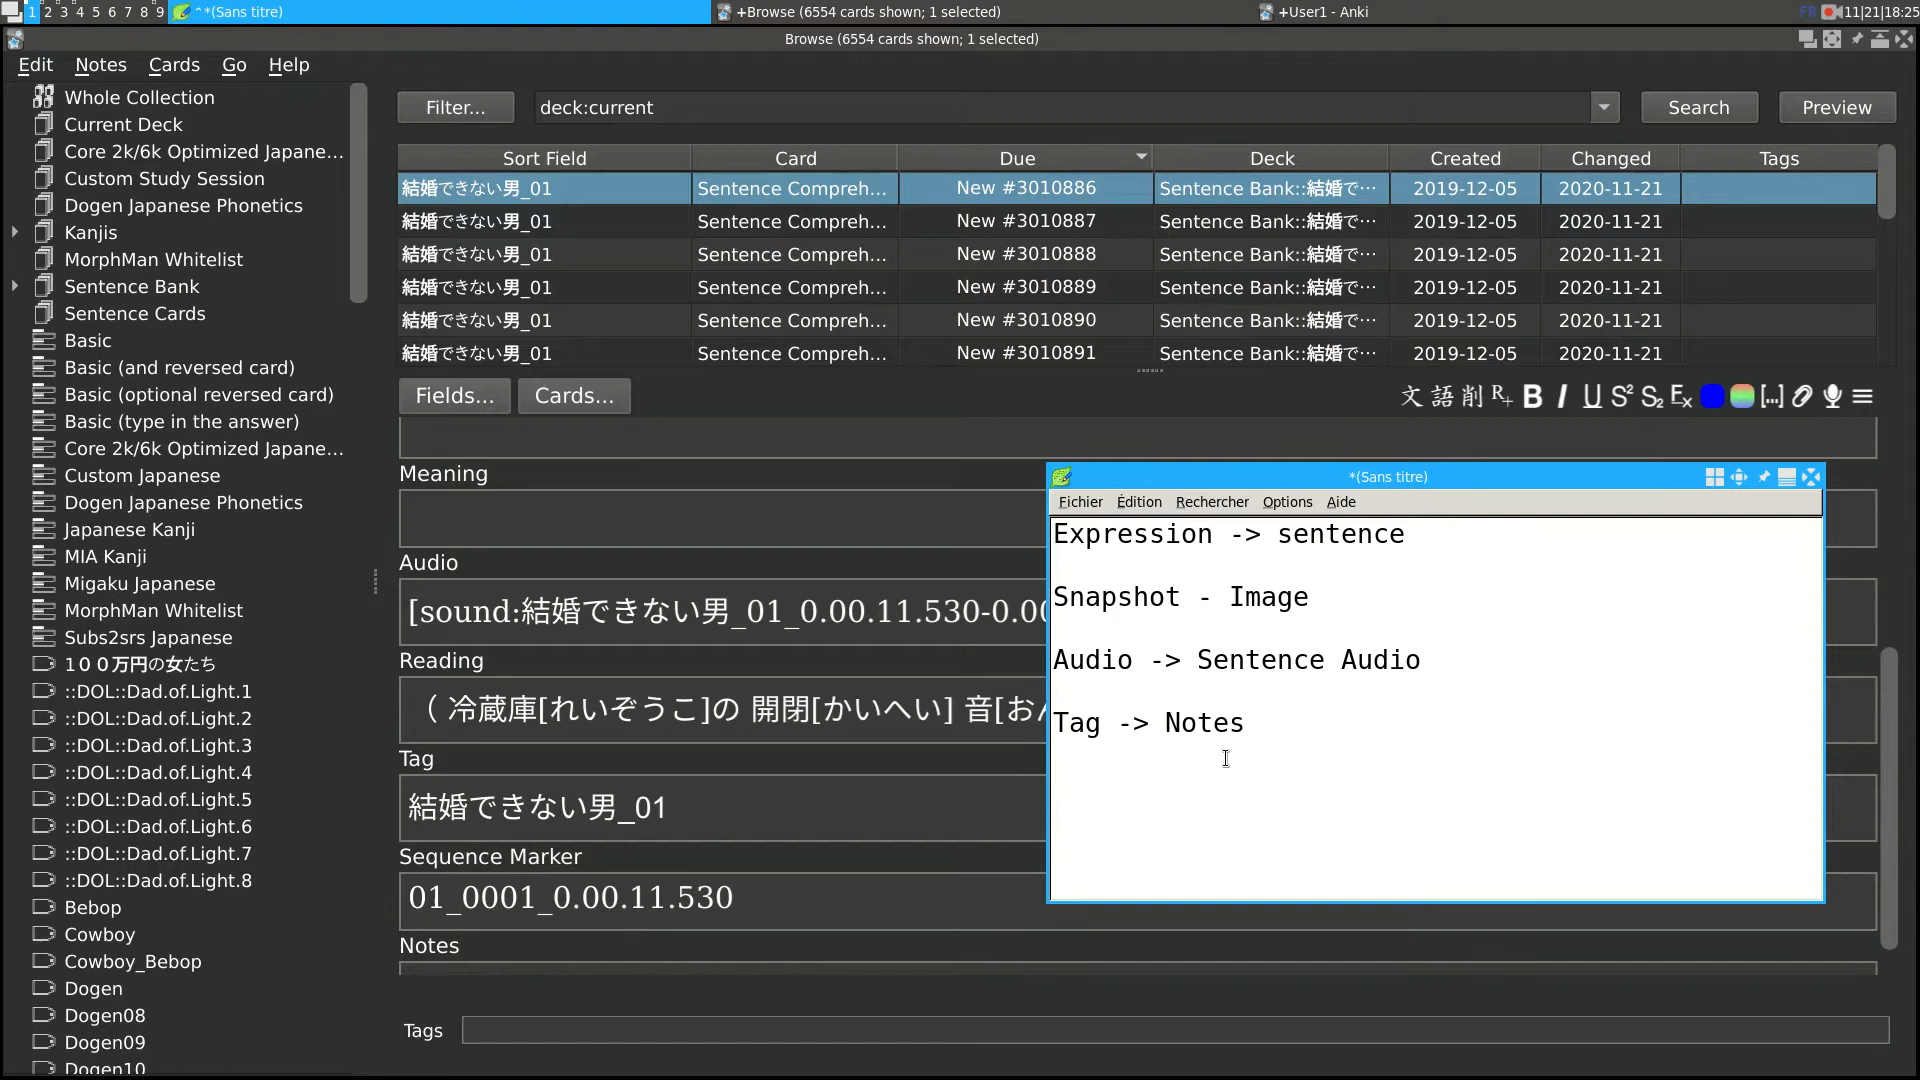 1 2 3 4 5 6 7 8 9
^*(Sans titre)
+Browse (6554 cards shown; 1 selected)
+User1 - Anki
FR
11|21|18:25
Browse (6554 cards shown; 1 selected)
Edit Notes Cards Go Help
Whole Collection
Current Deck
Core 2k/6k Optimized Japane...
Custom Study Session
Dogen Japanese Phonetics
Kanjis
MorphMan Whitelist
Sentence Bank
Sentence Cards
Basic
Basic (and reversed card)
Basic (optional reversed card)
Basic (type in the answer)
Core 2k/6k Optimized Japane...
Custom Japanese
Dogen Japanese Phonetics
Japanese Kanji
MIA Kanji
Migaku Japanese
MorphMan Whitelist
Subs2srs Japanese
1００万円の女たち
::DOL::Dad.of.Light.1
::DOL::Dad.of.Light.2
::DOL::Dad.of.Light.3
::DOL::Dad.of.Light.4
::DOL::Dad.of.Light.5
::DOL::Dad.of.Light.6
::DOL::Dad.of.Light.7
::DOL::Dad.of.Light.8
Bebop
Cowboy
Cowboy_Bebop
Dogen
Dogen08
Dogen09
Dogen10
Filter... deck:current Search Preview
Sort Field Card Due Deck Created Changed Tags
結婚できない男_01 Sentence Compreh... New #3010886 Sentence Bank::結婚で… 2019-12-05 2020-11-21
結婚できない男_01 Sentence Compreh... New #3010887 Sentence Bank::結婚で… 2019-12-05 2020-11-21
結婚できない男_01 Sentence Compreh... New #3010888 Sentence Bank::結婚で… 2019-12-05 2020-11-21
結婚できない男_01 Sentence Compreh... New #3010889 Sentence Bank::結婚で… 2019-12-05 2020-11-21
結婚できない男_01 Sentence Compreh... New #3010890 Sentence Bank::結婚で… 2019-12-05 2020-11-21
結婚できない男_01 Sentence Compreh... New #3010891 Sentence Bank::結婚で… 2019-12-05 2020-11-21
Fields... Cards... 文 語 削 R+ B I U S² S₂ Ex [...]
Meaning
Audio
[sound:結婚できない男_01_0.00.11.530-0.00
Reading
（ 冷蔵庫[れいぞうこ]の 開閉[かいへい] 音[お
Tag
結婚できない男_01
Sequence Marker
01_0001_0.00.11.530
Notes
Tags
*(Sans titre)
Fichier Édition Rechercher Options Aide
Expression -> sentence
Snapshot - Image
Audio -> Sentence Audio
Tag -> Notes